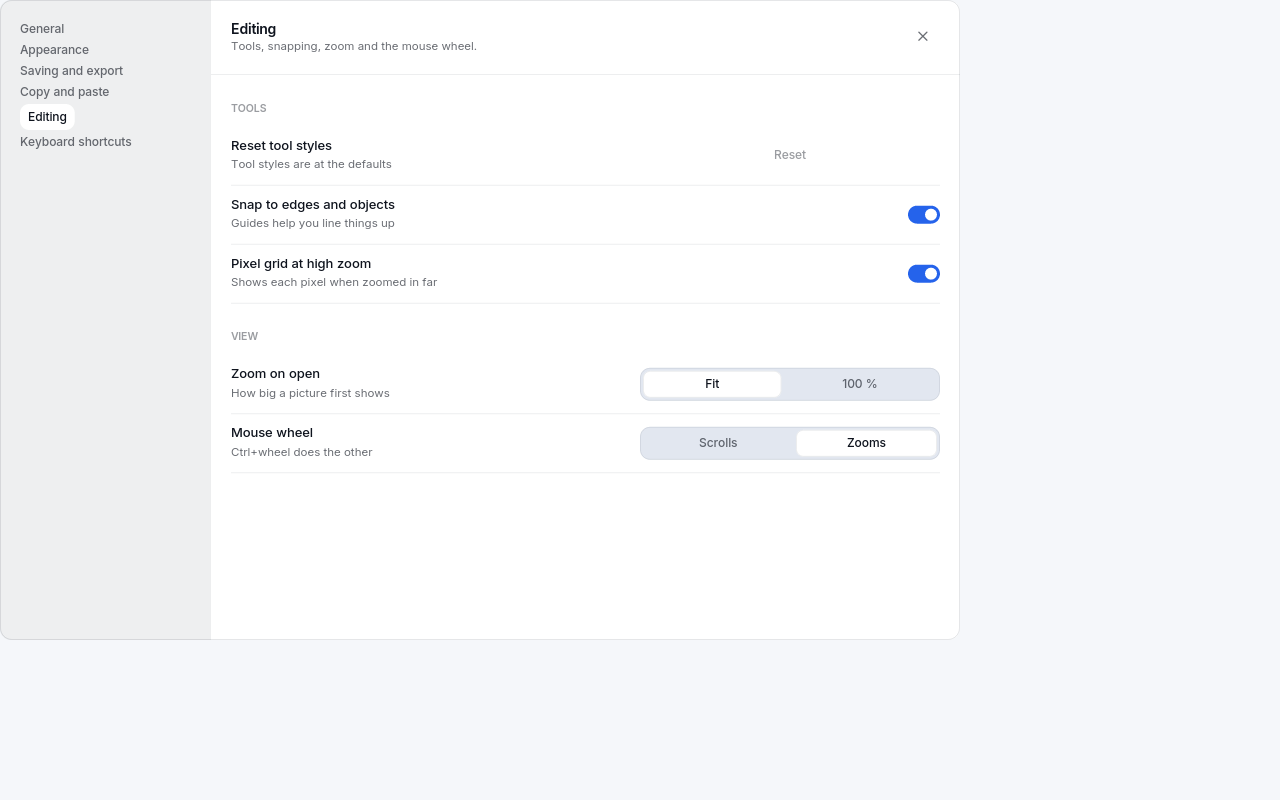 General
Appearance
Saving and export
Copy and paste
Editing
Keyboard shortcuts
Editing
Tools, snapping, zoom and the mouse wheel.
TOOLS
Reset tool styles
Tool styles are at the defaults
Reset
Snap to edges and objects
Guides help you line things up
Pixel grid at high zoom
Shows each pixel when zoomed in far
VIEW
Zoom on open
How big a picture first shows
Fit
100 %
Mouse wheel
Ctrl+wheel does the other
Scrolls
Zooms